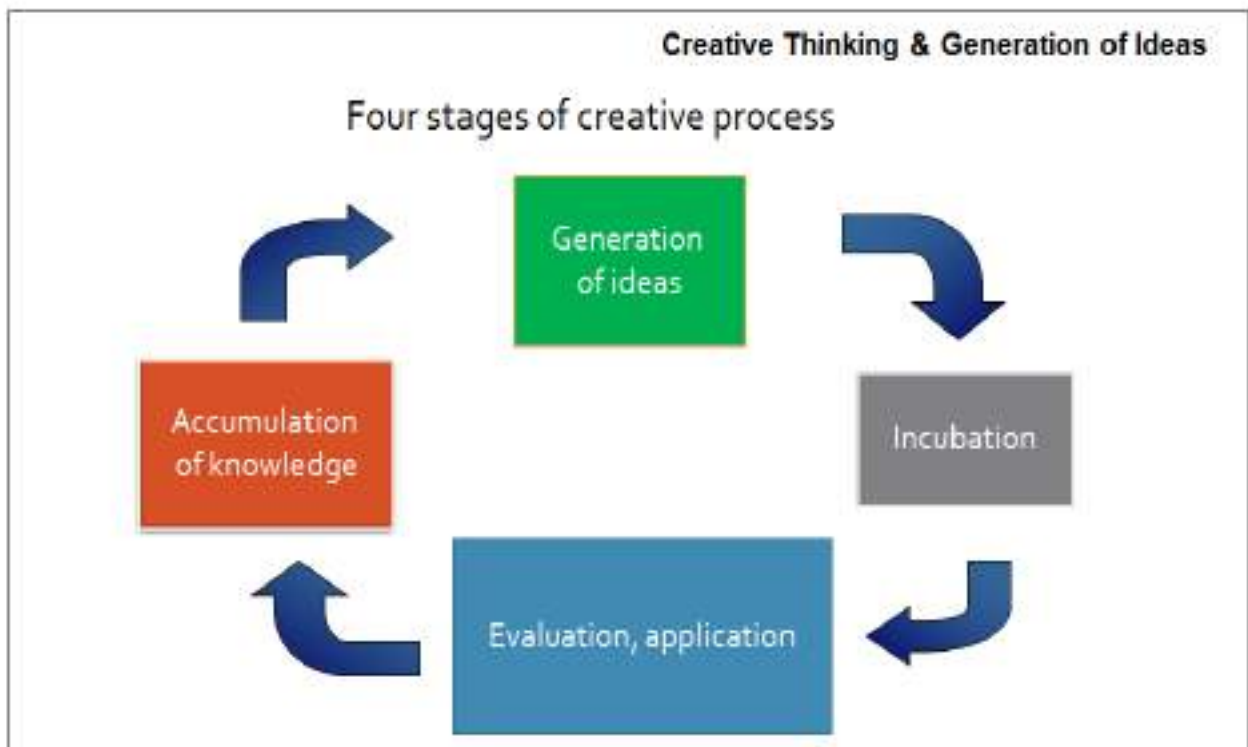 Creative Thinking & Generation of Ideas
Four stages of creative process
Generation
of ideas
Incubation
Evaluation, application
Accumulation
of knowledge